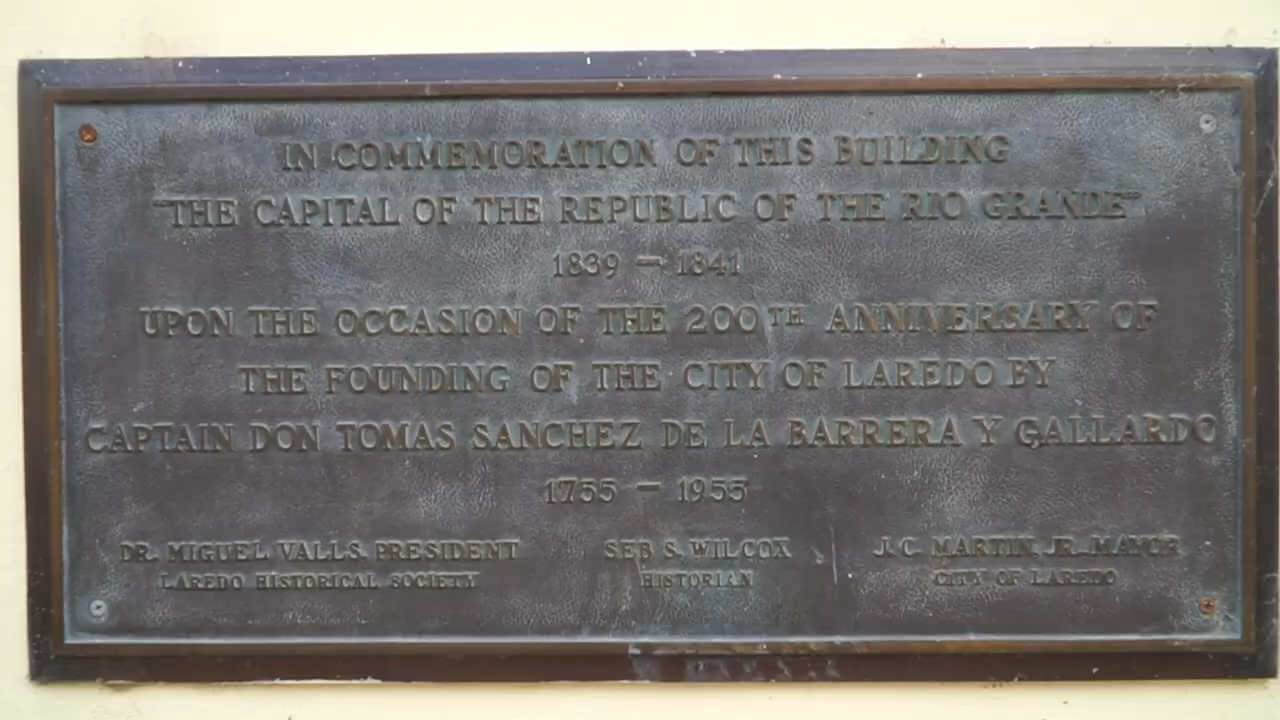 IN COMMEMORATION OF THIS BUILDING
"THE CAPITAL OF THE REPUBLIC OF THE RIO GRANDE"
1839 — 1841
UPON THE OCCASION OF THE 200TH ANNIVERSARY OF
THE FOUNDING OF THE CITY OF LAREDO BY
CAPTAIN DON TOMAS SANCHEZ DE LA BARRERA Y GALLARDO
1755 — 1955
DR. MIGUEL VALLS, PRESIDENT
LAREDO HISTORICAL SOCIETY
SEB S. WILCOX
HISTORIAN
J. C. MARTIN, JR. MAYOR
CITY OF LAREDO